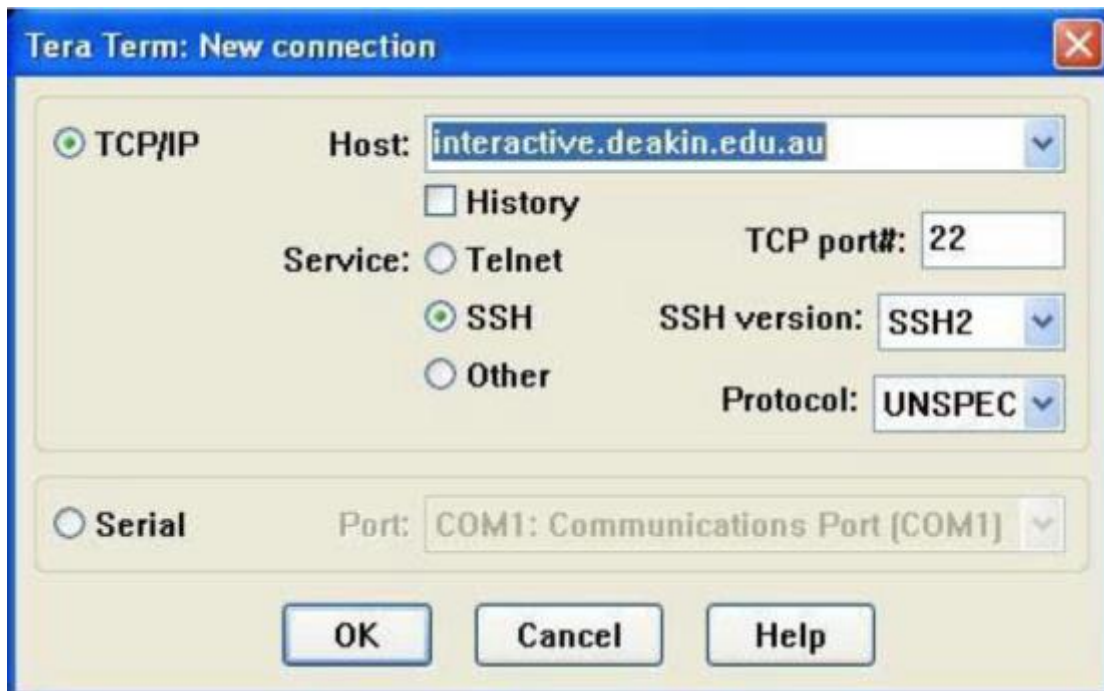 Tera Term: New connection
TCP/IP Host: interactive.deakin.edu.au
History
Service: Telnet TCP port#: 22
SSH SSH version: SSH2
Other Protocol: UNSPEC
Serial Port: COM1: Communications Port (COM1)
OK Cancel Help